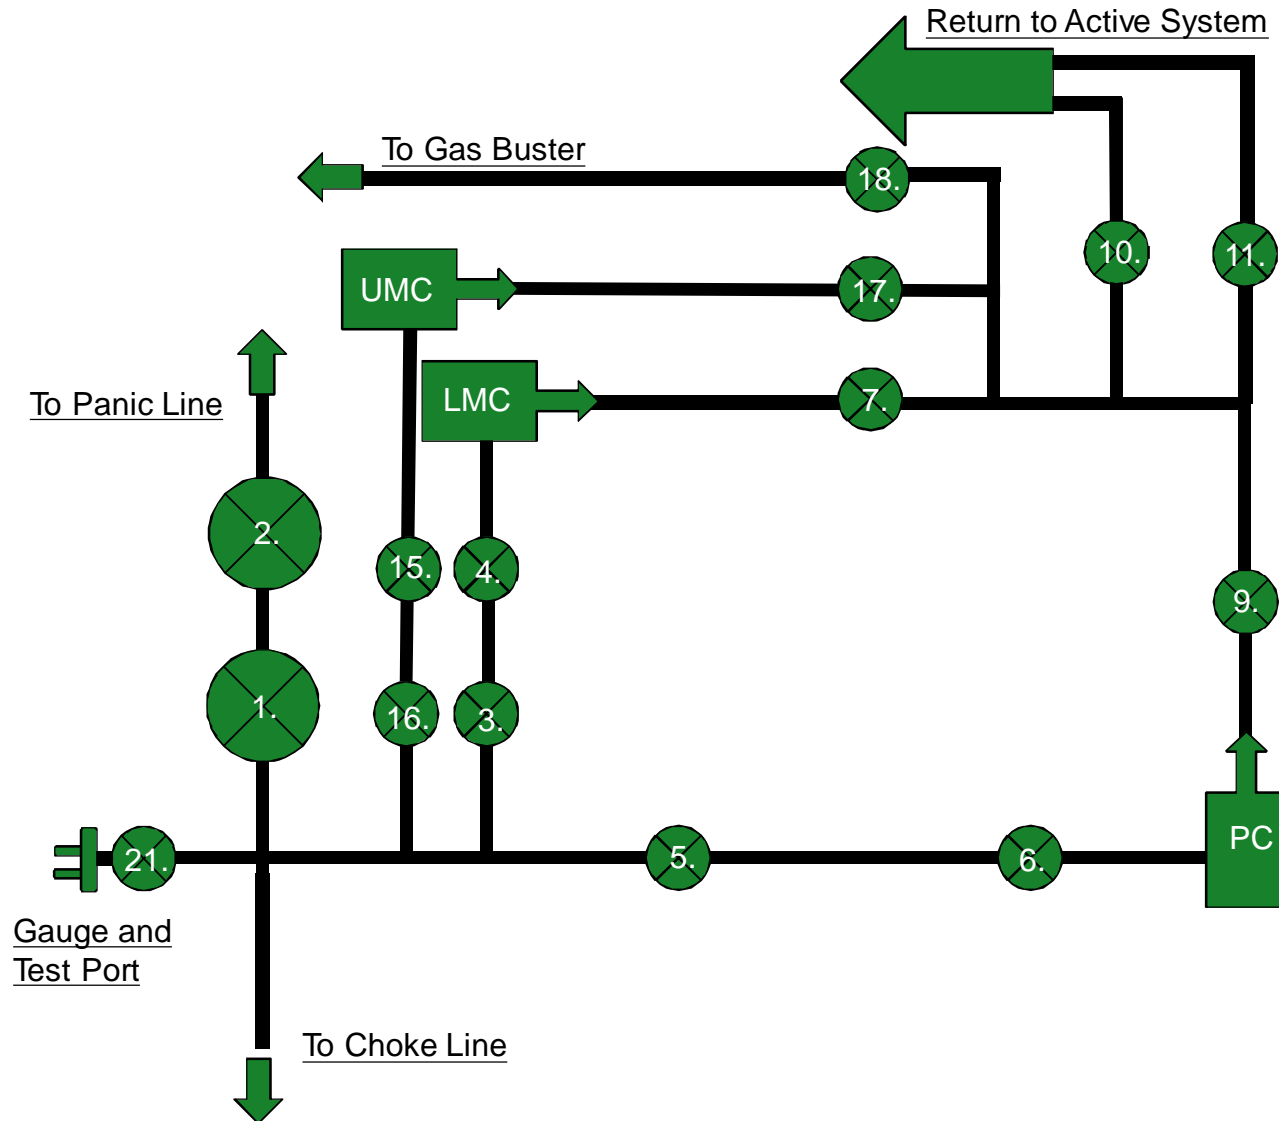 Return to Active System
To Gas Buster
18.
10.
11.
UMC
17.
To Panic Line
LMC
7.
2.
15.
4.
9.
1.
16.
3.
PC
21.
5.
6.
Gauge and
Test Port
To Choke Line